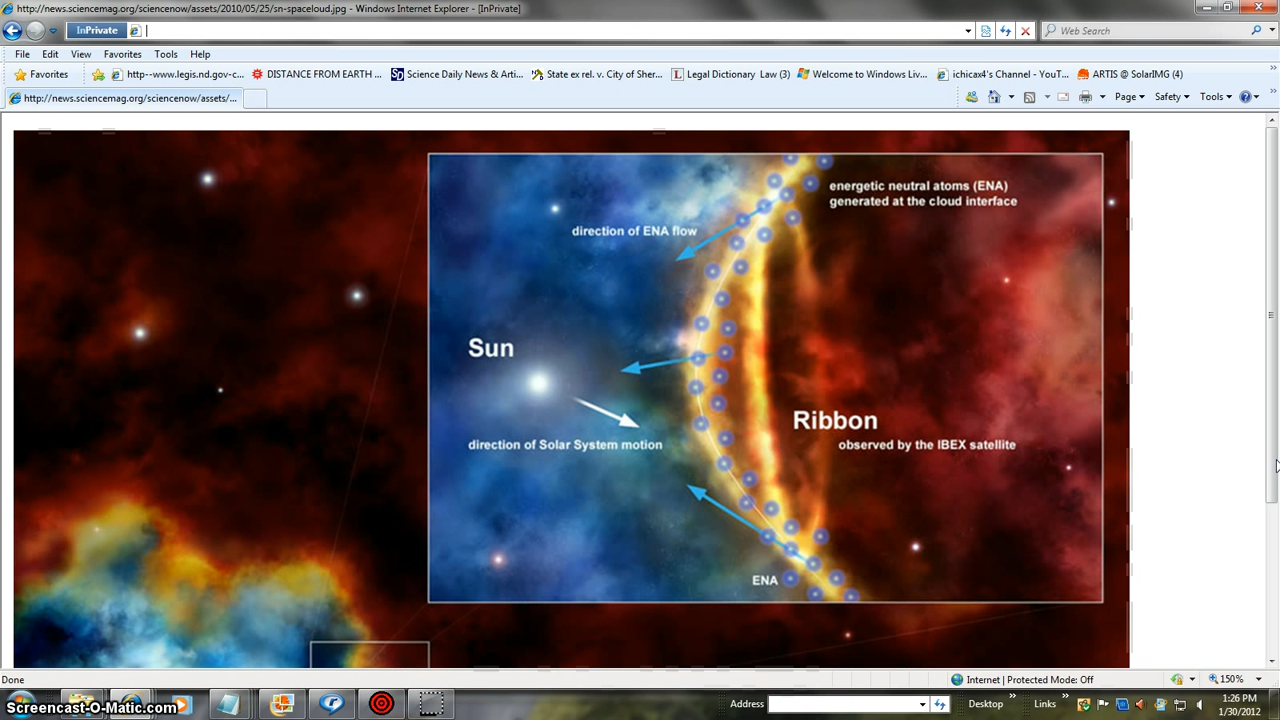 http://news.sciencemag.org/sciencenow/assets/2010/05/25/sn-spaceloud.jpg - Windows Internet Explorer - [InPrivate]
InPrivate
Web Search
File Edit View Favorites Tools Help
Favorites http--www.legis.nd.gov-c... DISTANCE FROM EARTH ... Science Daily News & Arti... State ex rel. v. City of Sher... Legal Dictionary Law (3) Welcome to Windows Liv... ichicax4's Channel - YouT... ARTIS @ SolarIMG (4)
http://news.sciencemag.org/sciencenow/assets/... Page Safety Tools
energetic neutral atoms (ENA)
generated at the cloud interface
direction of ENA flow
Sun
Ribbon
direction of Solar System motion
observed by the IBEX satellite
ENA
Done Internet | Protected Mode: Off 150%
Screencast-O-Matic.com
Address Desktop Links
1:26 PM
1/30/2012